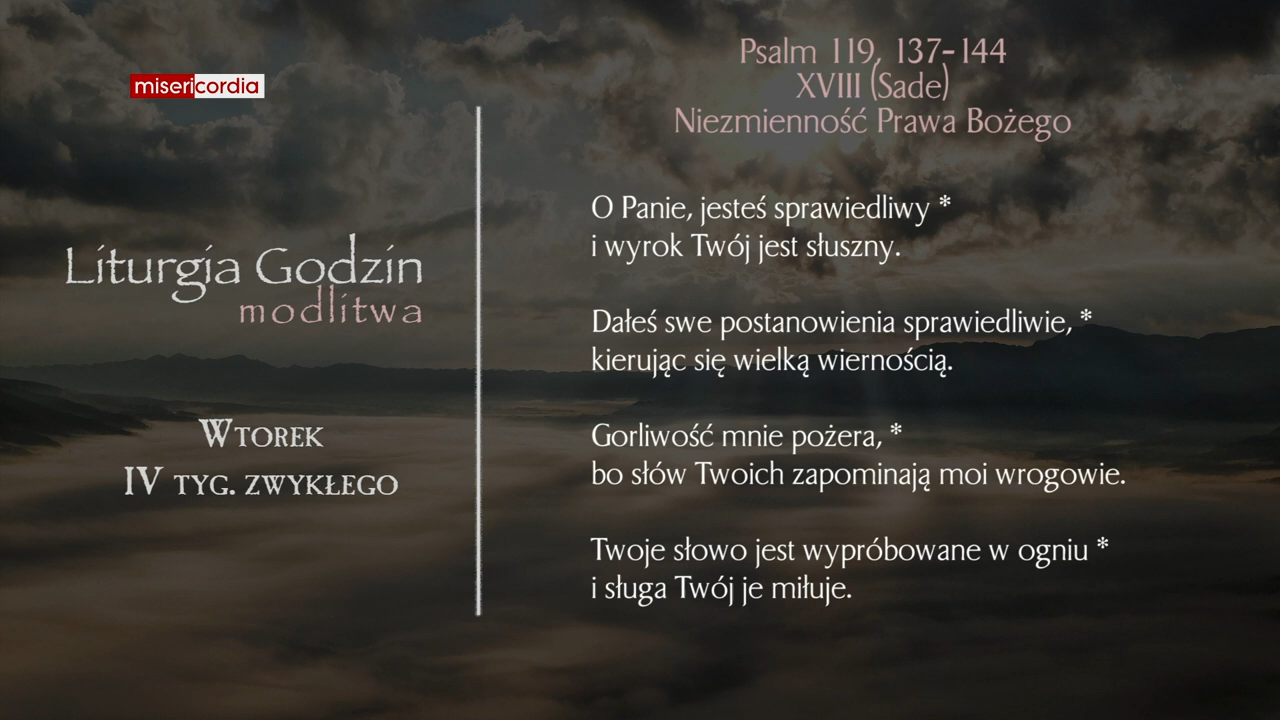 misericordia
Liturgia Godzin
modlitwa
Wtorek
IV tyg. zwykłego
Psalm 119, 137-144
XVIII (Sade)
Niezmienność Prawa Bożego
O Panie, jesteś sprawiedliwy *
i wyrok Twój jest słuszny.
Dałeś swe postanowienia sprawiedliwie, *
kierując się wielką wiernością.
Gorliwość mnie pożera, *
bo słów Twoich zapominają moi wrogowie.
Twoje słowo jest wypróbowane w ogniu *
i sługa Twój je miłuje.